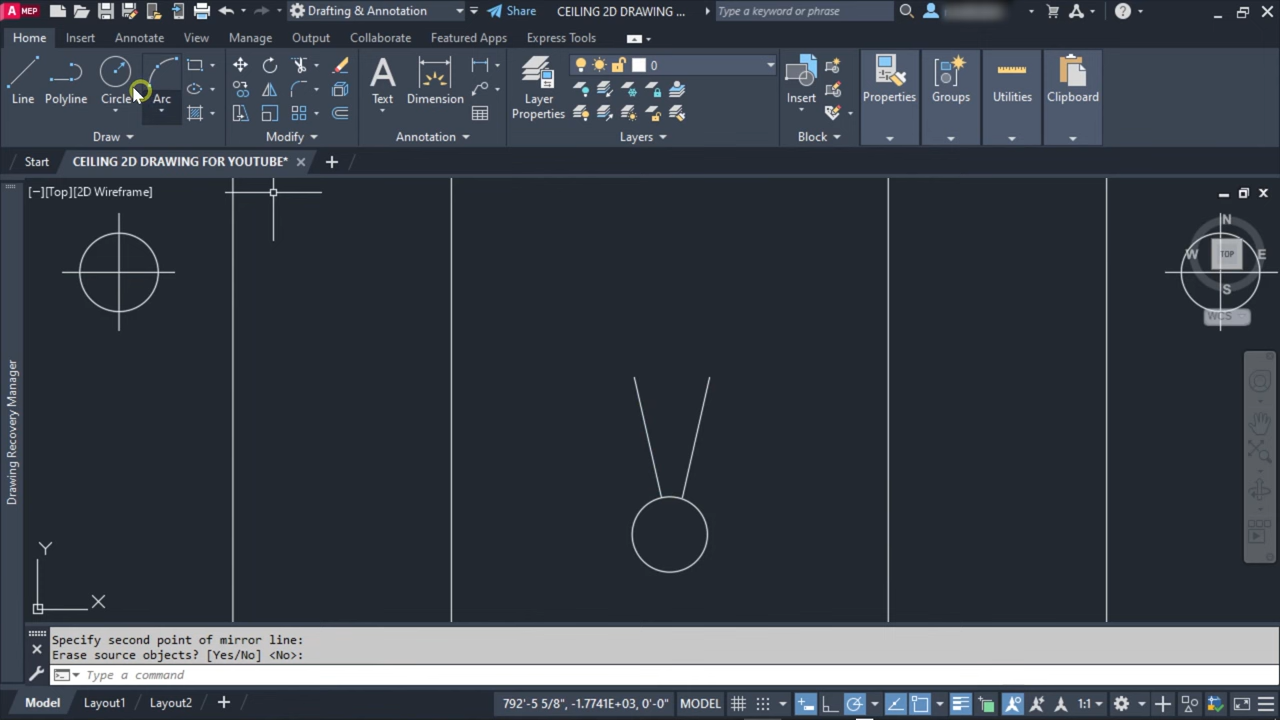 A MEP
Drafting & Annotation
Share
CEILING 2D DRAWING ...
Type a keyword or phrase
Home
Insert
Annotate
View
Manage
Output
Collaborate
Featured Apps
Express Tools
Line
Polyline
Circle
Arc
Text
Dimension
Layer
Properties
0
Insert
Properties
Groups
Utilities
Clipboard
Draw
Modify
Annotation
Layers
Block
Start
CEILING 2D DRAWING FOR YOUTUBE*
[−][Top][2D Wireframe]
N
W
TOP
E
S
WCS
Drawing Recovery Manager
Y
X
Specify second point of mirror line:
Erase source objects? [Yes/No] <No>:
Type a command
Model
Layout1
Layout2
792'-5 5/8", -1.7741E+03, 0'-0"
MODEL
1:1